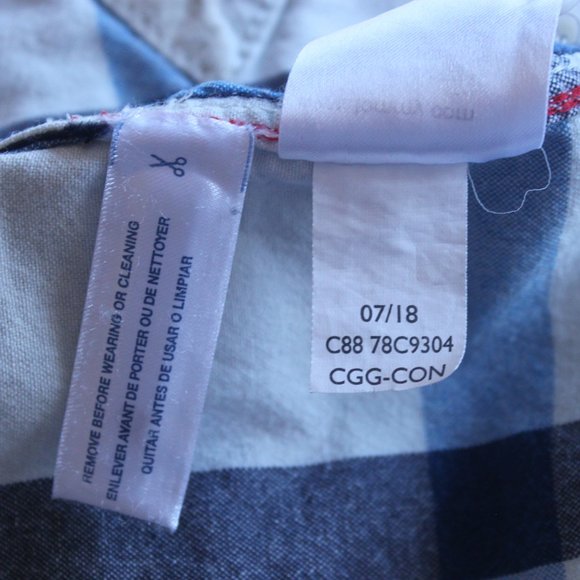 REMOVE BEFORE WEARING OR CLEANING
ENLEVER AVANT DE PORTER OU DE NETTOYER
QUITAR ANTES DE USAR O LIMPIAR
07/18
C88 78C9304
CGG-CON